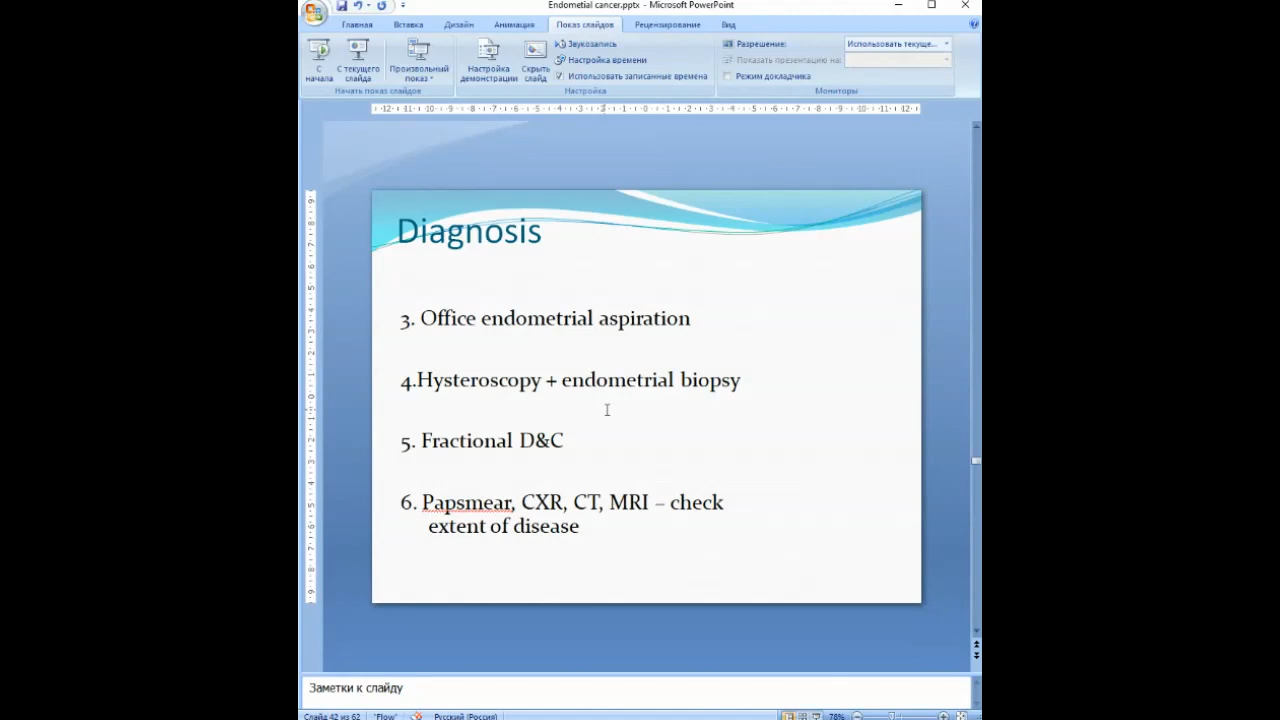 Endometial cancer.pptx - Microsoft PowerPoint
Главная Вставка Дизайн Анимация Показ слайдов Рецензирование Вид
С начала
С текущего слайда
Произвольный показ
Начать показ слайдов
Настройка демонстрации
Скрыть слайд
Звукозапись
Настройка времени
Использовать записанные времена
Настройка
Разрешение: Использовать текуще...
Показать презентацию на:
Режим докладчика
Мониторы
Diagnosis
3. Office endometrial aspiration
4.Hysteroscopy + endometrial biopsy
5. Fractional D&C
6. Papsmear, CXR, CT, MRI – check
extent of disease
Заметки к слайду
Слайд 42 из 62 "Flow" Русский (Россия) 78%